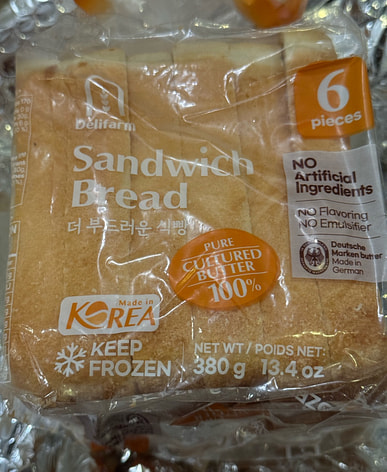 Delifarm
6
pieces
Sandwich
Bread
더 부드러운 식빵
NO
Artificial
Ingredients
NO Flavoring
NO Emulsifier
Deutsche
Marken butter
Made in
German
PURE
CULTURED
BUTTER
100%
Made in
KOREA
KEEP
FROZEN
NET WT / POIDS NET:
380 g 13.4 oz